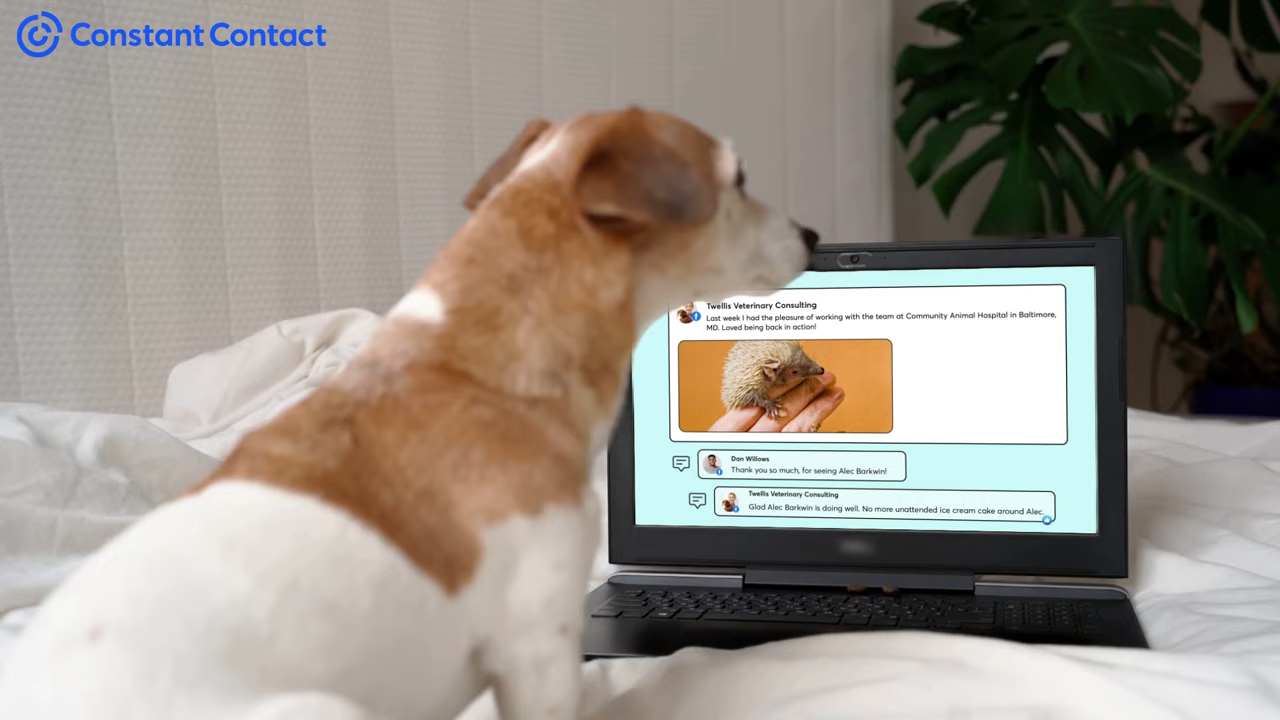 Constant Contact
Twellis Veterinary Consulting
Last week I had the pleasure of working with the team at Community Animal Hospital in Baltimore,
MD. Loved being back in action!
Dan Willows
Thank you so much, for seeing Alec Barkwin!
Twellis Veterinary Consulting
Glad Alec Barkwin is doing well. No more unattended ice cream cake around Alec.